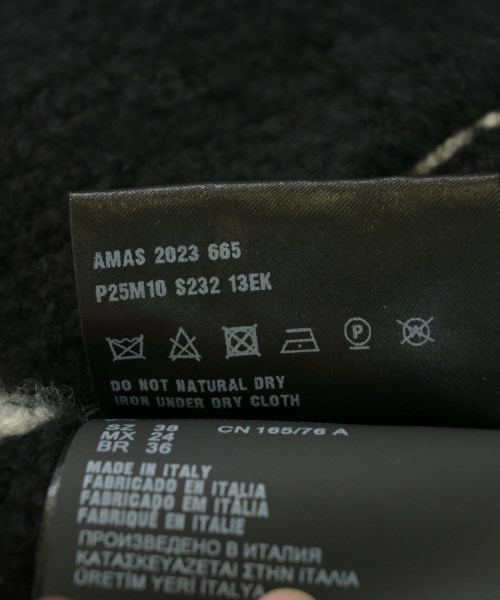 AMAS 2023 665
P25M10 S232 13EK
P W
DO NOT NATURAL DRY
IRON UNDER DRY CLOTH
SZ 38 CN 165/76 A
MX 24
BR 36
MADE IN ITALY
FABRICADO EN ITALIA
FABRICADO EM ITALIA
FABRIQUÉ EN ITALIE
ПРОИЗВЕДЕНО В ИТАЛИЯ
ΚΑΤΑΣΚΕΥΑΖΕΤΑΙ ΣΤΗΝ ΙΤΑΛΙΑ
ÜRETİM YERİ İTALYA